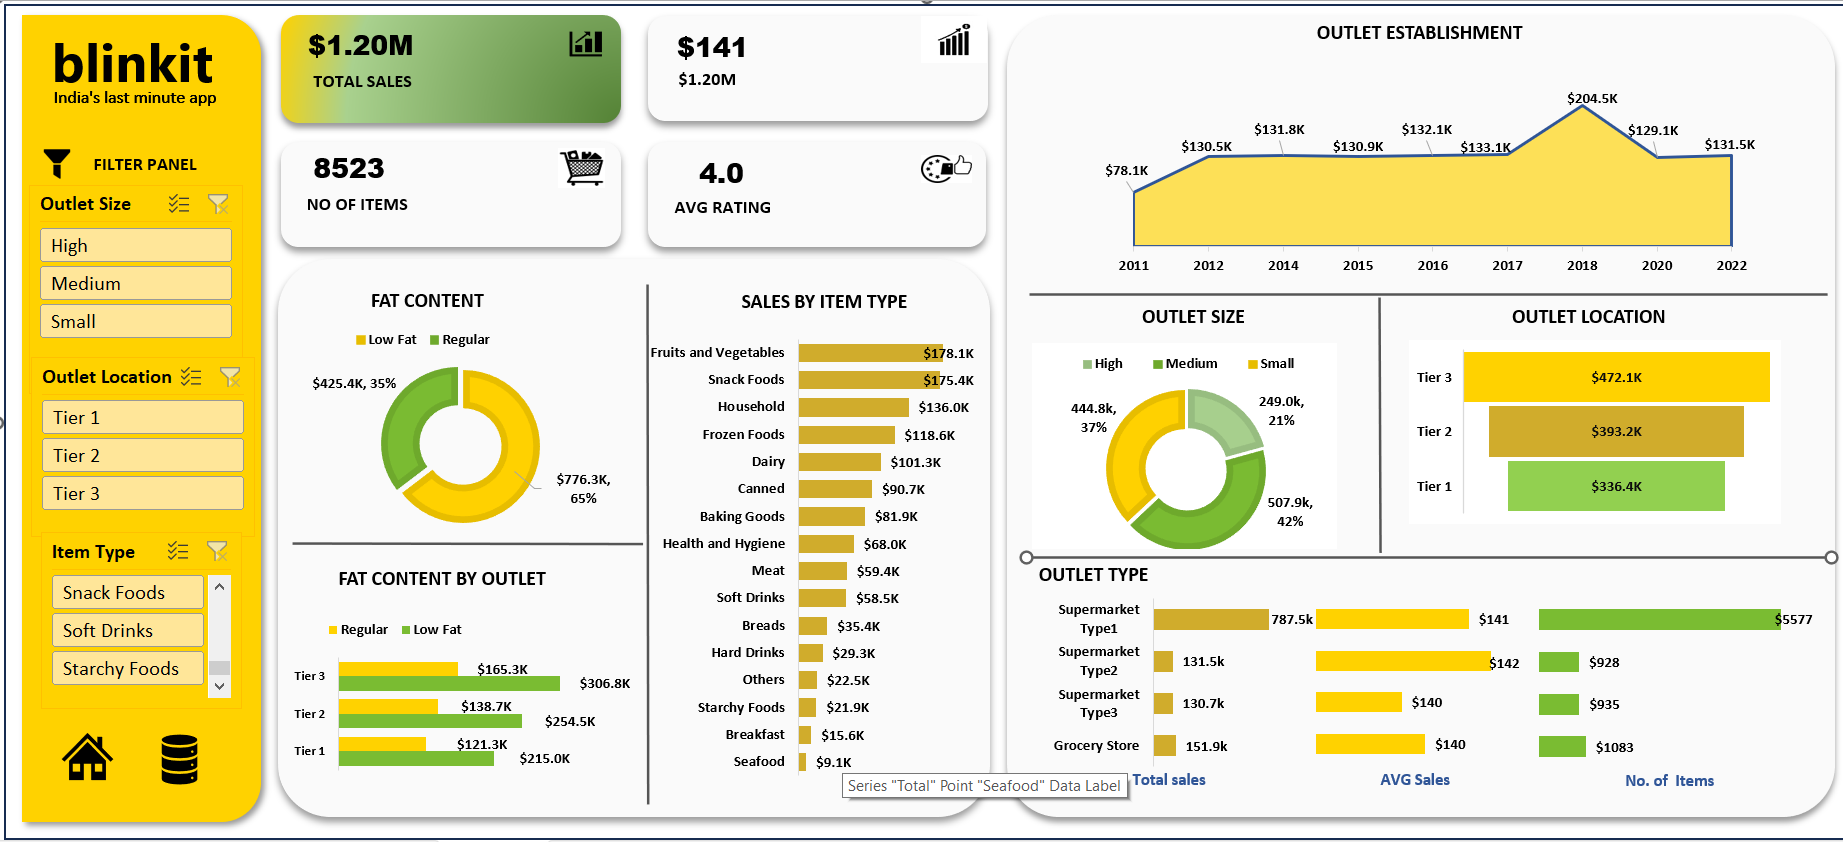 blinkit
India's last minute app
FILTER PANEL
Outlet Size
High
Medium
Small
Outlet Location
Tier 1
Tier 2
Tier 3
Item Type
Snack Foods
Soft Drinks
Starchy Foods
$1.20M
TOTAL SALES
$141
$1.20M
8523
NO OF ITEMS
4.0
AVG RATING
FAT CONTENT
Low Fat Regular
$425.4K, 35%
$776.3K,
65%
FAT CONTENT BY OUTLET
Regular Low Fat
Tier 3 $165.3K
$306.8K
Tier 2 $138.7K
$254.5K
Tier 1 $121.3K
$215.0K
SALES BY ITEM TYPE
Fruits and Vegetables $178.1K
Snack Foods $175.4K
Household $136.0K
Frozen Foods $118.6K
Dairy $101.3K
Canned $90.7K
Baking Goods $81.9K
Health and Hygiene $68.0K
Meat $59.4K
Soft Drinks $58.5K
Breads $35.4K
Hard Drinks $29.3K
Others $22.5K
Starchy Foods $21.9K
Breakfast $15.6K
Seafood $9.1K
Series "Total" Point "Seafood" Data Label
OUTLET ESTABLISHMENT
$78.1K $130.5K $131.8K $130.9K $132.1K $133.1K $204.5K $129.1K $131.5K
2011 2012 2014 2015 2016 2017 2018 2020 2022
OUTLET SIZE
High Medium Small
444.8k,
37%
249.0k,
21%
507.9k,
42%
OUTLET LOCATION
Tier 3 $472.1K
Tier 2 $393.2K
Tier 1 $336.4K
OUTLET TYPE
Supermarket
Type1 787.5k $141 $5577
Supermarket
Type2 131.5k $142 $928
Supermarket
Type3 130.7k $140 $935
Grocery Store 151.9k $140 $1083
Total sales AVG Sales No. of Items